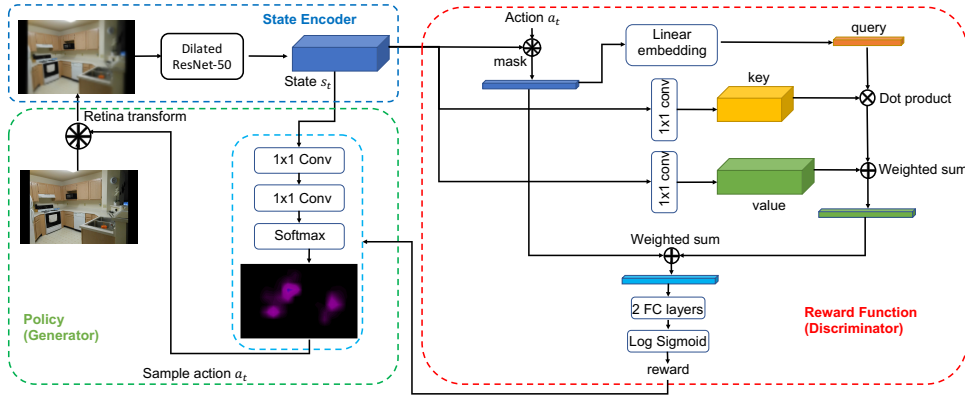 State Encoder
Dilated
ResNet-50
State s_t
Retina transform
1x1 Conv
1x1 Conv
Softmax
Policy
(Generator)
Sample action a_t
Action a_t
mask
Linear
embedding
query
1x1 conv
key
Dot product
1x1 conv
value
Weighted sum
Weighted sum
2 FC layers
Log Sigmoid
reward
Reward Function
(Discriminator)